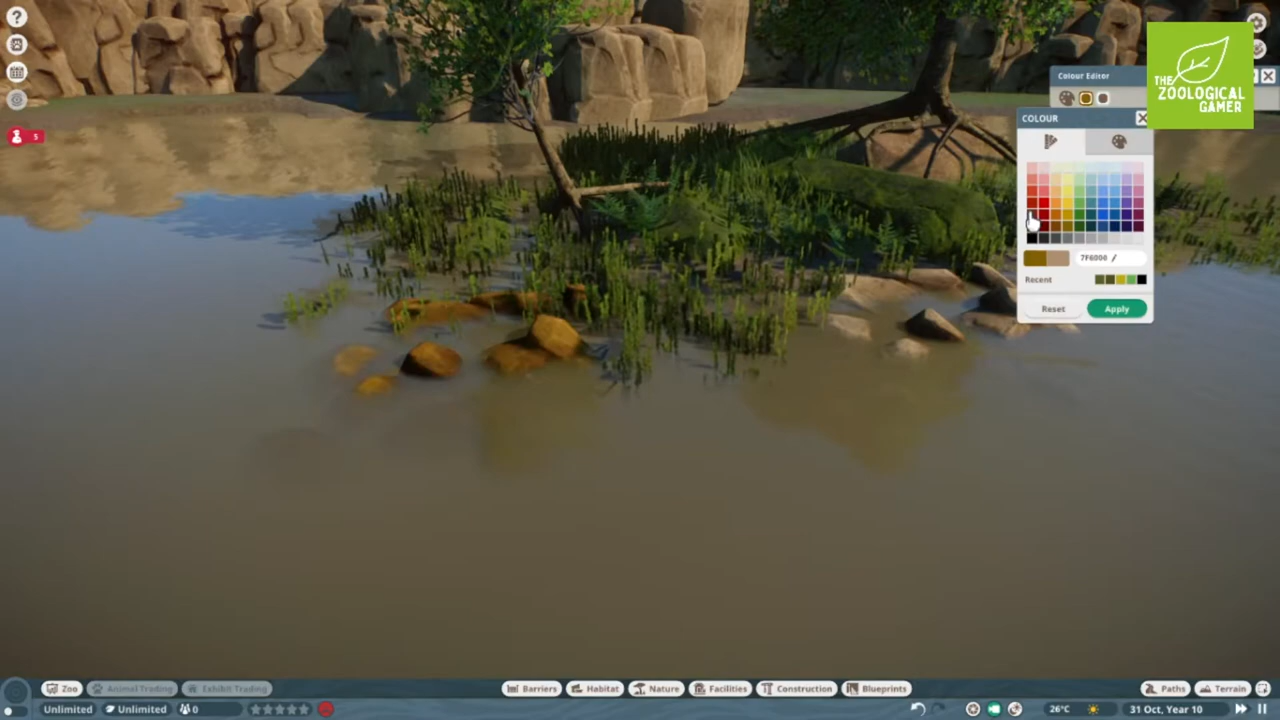 ?
5
THE
ZOOLOGICAL
GAMER
Colour Editor
COLOUR
7F6000
Recent
Reset
Apply
Zoo
Animal Trading
Exhibit Trading
Barriers
Habitat
Nature
Facilities
Construction
Blueprints
Paths
Terrain
Unlimited
Unlimited
0
26°C
31 Oct, Year 10